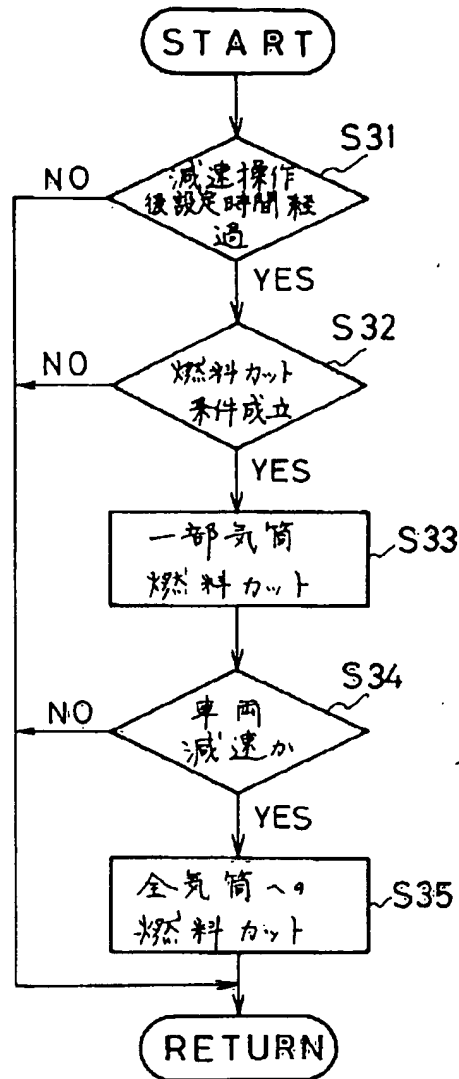 START
S31
減速操作
後設定時間経
過
NO
YES
S32
燃料カット
条件成立
NO
YES
一部気筒
燃料カット
S33
S34
車両
減速か
NO
YES
全気筒への
燃料カット
S35
RETURN